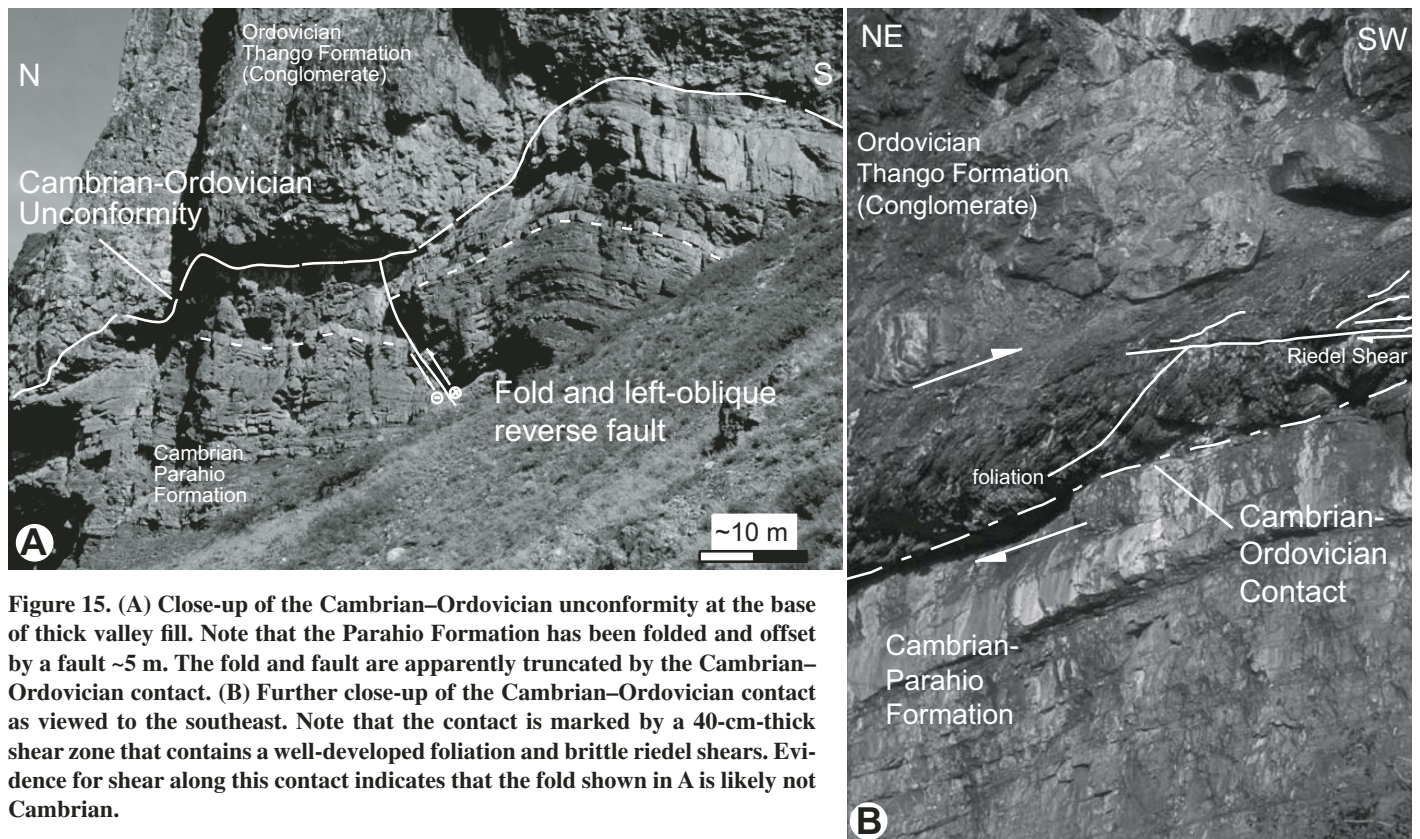 N
Ordovician
Thango Formation
(Conglomerate)
S
Cambrian-Ordovician
Unconformity
Fold and left-oblique
reverse fault
Cambrian
Parahio
Formation
A
~10 m
Figure 15. (A) Close-up of the Cambrian–Ordovician unconformity at the base
of thick valley fill. Note that the Parahio Formation has been folded and offset
by a fault ~5 m. The fold and fault are apparently truncated by the Cambrian–
Ordovician contact. (B) Further close-up of the Cambrian–Ordovician contact
as viewed to the southeast. Note that the contact is marked by a 40-cm-thick
shear zone that contains a well-developed foliation and brittle riedel shears. Evi-
dence for shear along this contact indicates that the fold shown in A is likely not
Cambrian.
NE
SW
Ordovician
Thango Formation
(Conglomerate)
Riedel Shear
foliation
Cambrian-
Ordovician
Contact
Cambrian-
Parahio
Formation
B